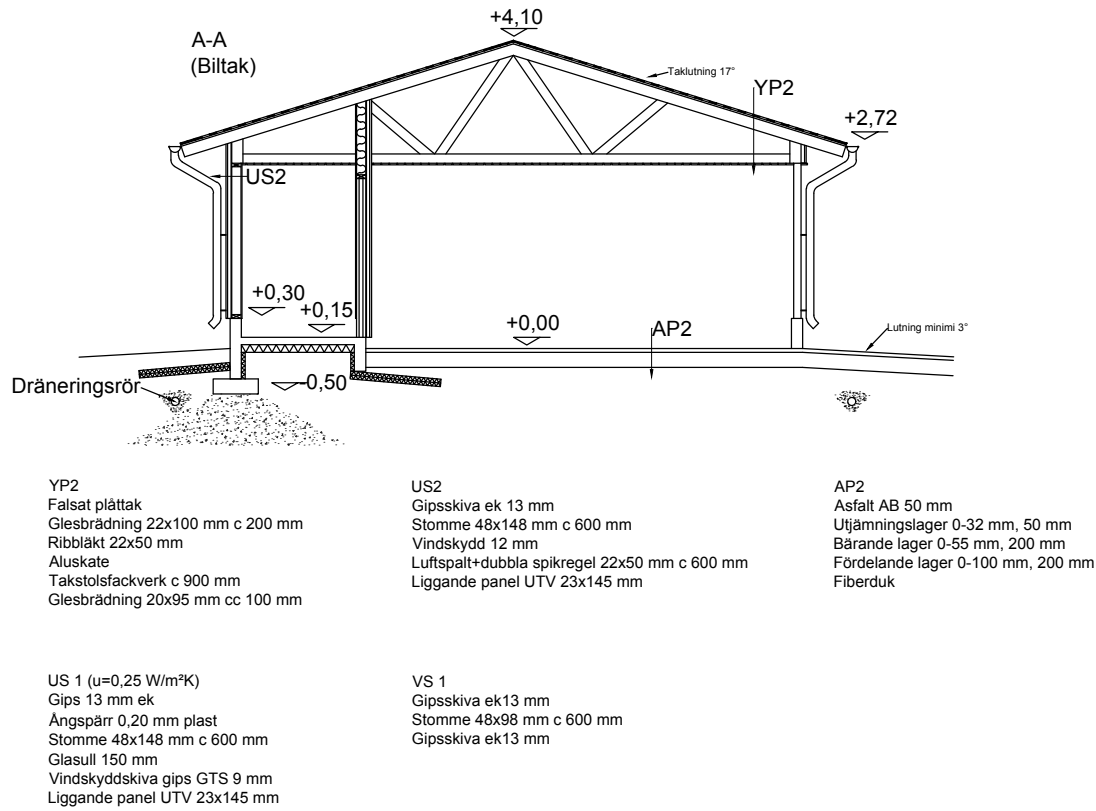 +4,10
A-A
(Biltak)
Taklutning 17°
YP2
+2,72
US2
+0,30
+0,15
+0,00
AP2
Lutning minimi 3°
Dräneringsrör
-0,50
YP2
Falsat plåttak
Glesbrädning 22x100 mm c 200 mm
Ribbläkt 22x50 mm
Aluskate
Takstolsfackverk c 900 mm
Glesbrädning 20x95 mm cc 100 mm
US2
Gipsskiva ek 13 mm
Stomme 48x148 mm c 600 mm
Vindskydd 12 mm
Luftspalt+dubbla spikregel 22x50 mm c 600 mm
Liggande panel UTV 23x145 mm
AP2
Asfalt AB 50 mm
Utjämningslager 0-32 mm, 50 mm
Bärande lager 0-55 mm, 200 mm
Fördelande lager 0-100 mm, 200 mm
Fiberduk
US 1 (u=0,25 W/m²K)
Gips 13 mm ek
Ångspärr 0,20 mm plast
Stomme 48x148 mm c 600 mm
Glasull 150 mm
Vindskyddskiva gips GTS 9 mm
Liggande panel UTV 23x145 mm
VS 1
Gipsskiva ek13 mm
Stomme 48x98 mm c 600 mm
Gipsskiva ek13 mm